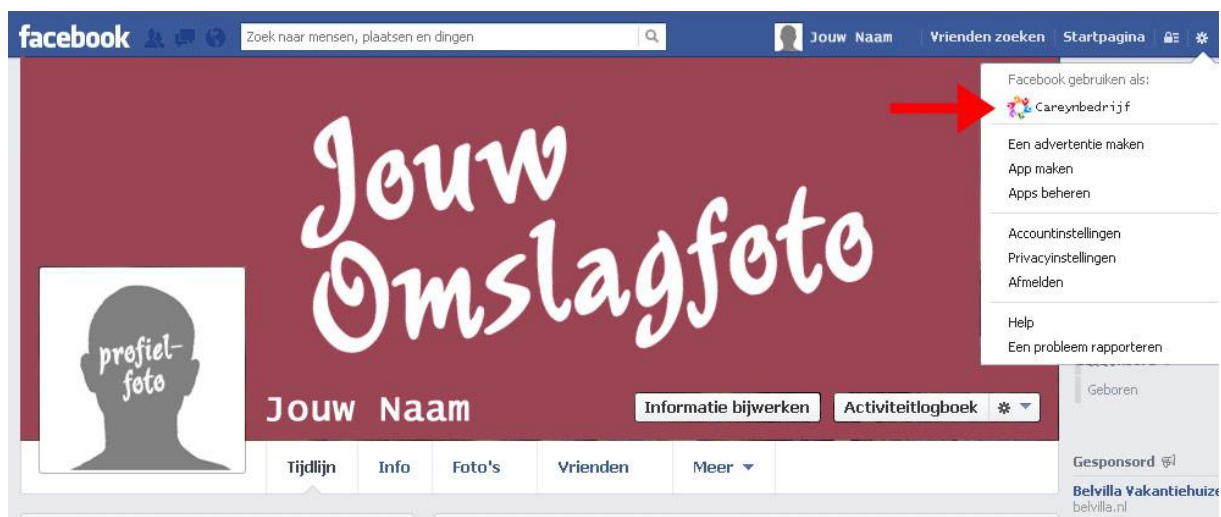 facebook
Zoek naar mensen, plaatsen en dingen
Jouw Naam
Vrienden zoeken
Startpagina
Facebook gebruiken als:
Careynbedrijf
Een advertentie maken
App maken
Apps beheren
Accountinstellingen
Privacyinstellingen
Afmelden
Help
Een probleem rapporteren
Jouw
Omslagfoto
profiel-
foto
Jouw Naam
Informatie bijwerken
Activiteitlogboek
Geboren
Tijdlijn
Info
Foto's
Vrienden
Meer
Gesponsord
Belvilla Vakantiehuize
belvilla.nl